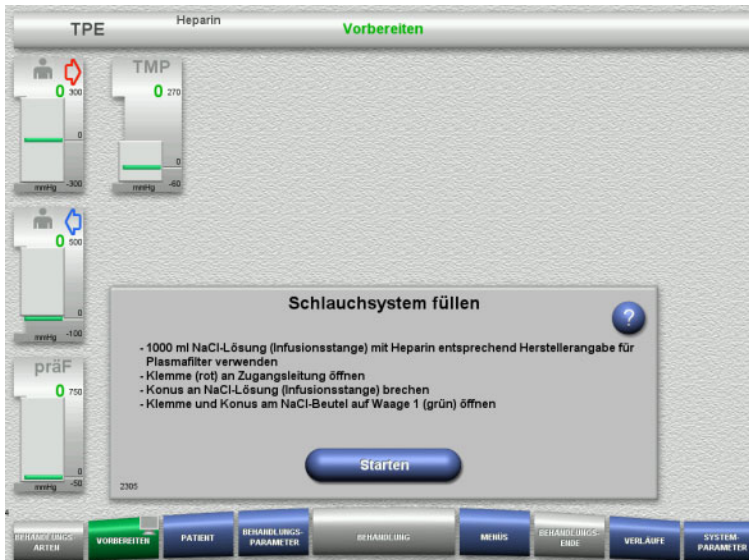 TPE
Heparin
Vorbereiten
0
300
0
-300
mmHg
TMP
0
270
0
-60
mmHg
0
500
0
-100
mmHg
präF
0
750
0
-50
mmHg
Schlauchsystem füllen
?
- 1000 ml NaCl-Lösung (Infusionsstange) mit Heparin entsprechend Herstellerangabe für
Plasmafilter verwenden
- Klemme (rot) an Zugangsleitung öffnen
- Konus an NaCl-Lösung (Infusionsstange) brechen
- Klemme und Konus am NaCl-Beutel auf Waage 1 (grün) öffnen
Starten
2305
BEHANDLUNGS-
ARTEN
VORBEREITEN
PATIENT
BEHANDLUNGS-
PARAMETER
BEHANDLUNG
MENÜS
BEHANDLUNGS-
ENDE
VERLÄUFE
SYSTEM-
PARAMETER